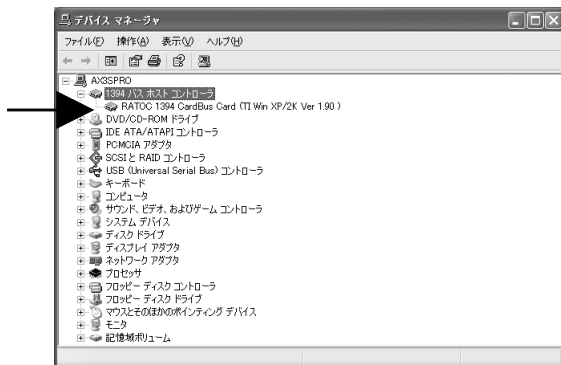 デバイス マネージャ
ファイル(F) 操作(A) 表示(V) ヘルプ(H)
AX3SPRO
1394 バス ホスト コントローラ
RATOC 1394 CardBus Card (TI Win XP/2K Ver 1.90 )
DVD/CD-ROM ドライブ
IDE ATA/ATAPI コントローラ
PCMCIA アダプタ
SCSI と RAID コントローラ
USB (Universal Serial Bus) コントローラ
キーボード
コンピュータ
サウンド、ビデオ、およびゲーム コントローラ
システム デバイス
ディスク ドライブ
ディスプレイ アダプタ
ネットワーク アダプタ
プロセッサ
フロッピー ディスク コントローラ
フロッピー ディスク ドライブ
マウスとそのほかのポインティング デバイス
モニタ
記憶域ボリューム